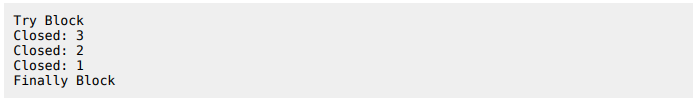 Try Block
Closed: 3
Closed: 2
Closed: 1
Finally Block